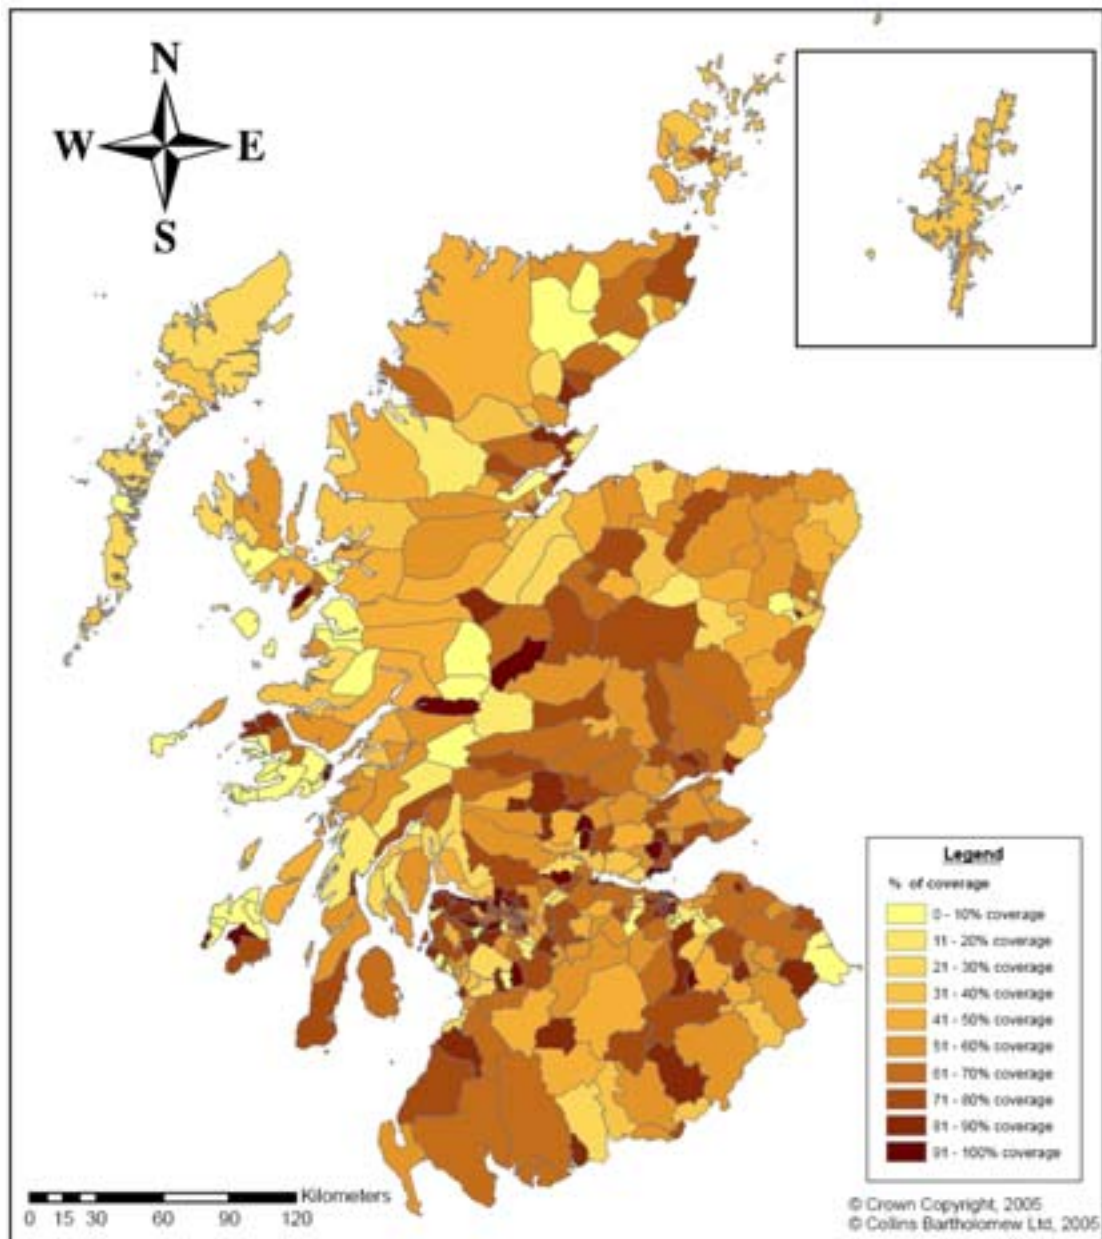 N
W E
S
Legend
% of coverage
0 - 10% coverage
11 - 20% coverage
21 - 30% coverage
31 - 40% coverage
41 - 50% coverage
51 - 60% coverage
61 - 70% coverage
71 - 80% coverage
81 - 90% coverage
91 - 100% coverage
Kilometers
0 15 30 60 90 120
© Crown Copyright, 2005
© Collins Bartholomew Ltd, 2005